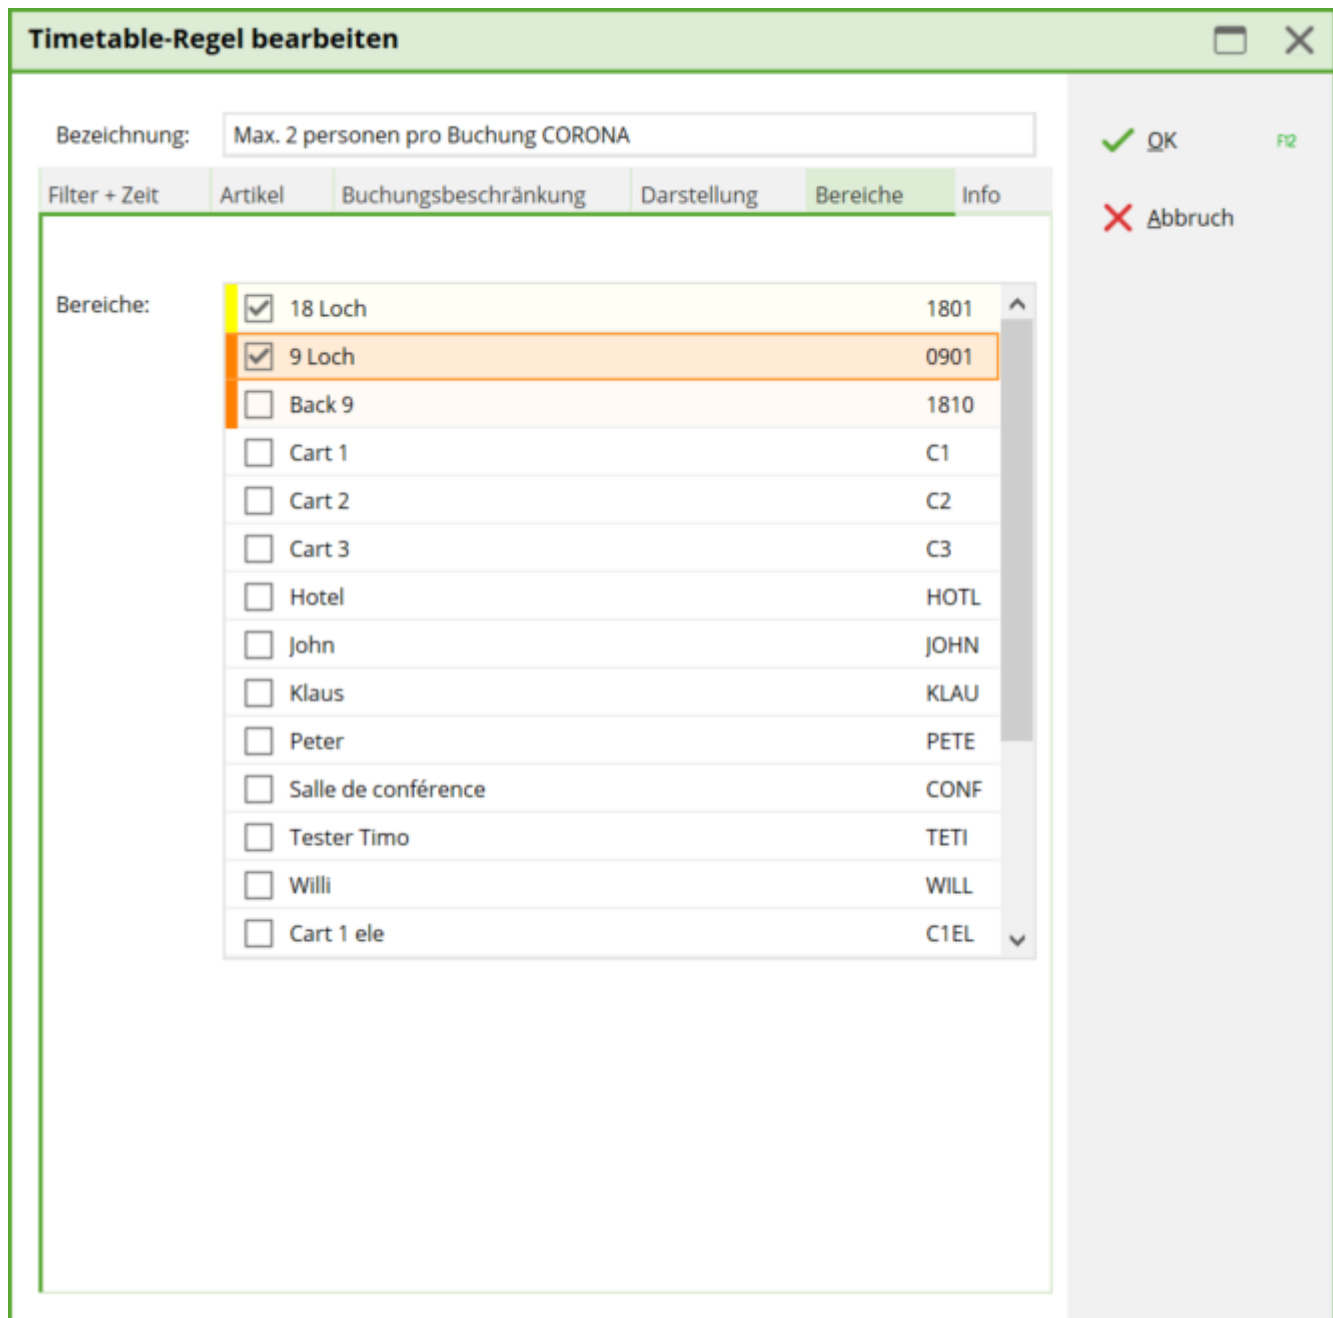 Timetable-Regel bearbeiten
Bezeichnung: Max. 2 personen pro Buchung CORONA
OK F12
Filter + Zeit Artikel Buchungsbeschränkung Darstellung Bereiche Info
Abbruch
Bereiche:
18 Loch 1801
9 Loch 0901
Back 9 1810
Cart 1 C1
Cart 2 C2
Cart 3 C3
Hotel HOTL
John JOHN
Klaus KLAU
Peter PETE
Salle de conférence CONF
Tester Timo TETI
Willi WILL
Cart 1 ele C1EL